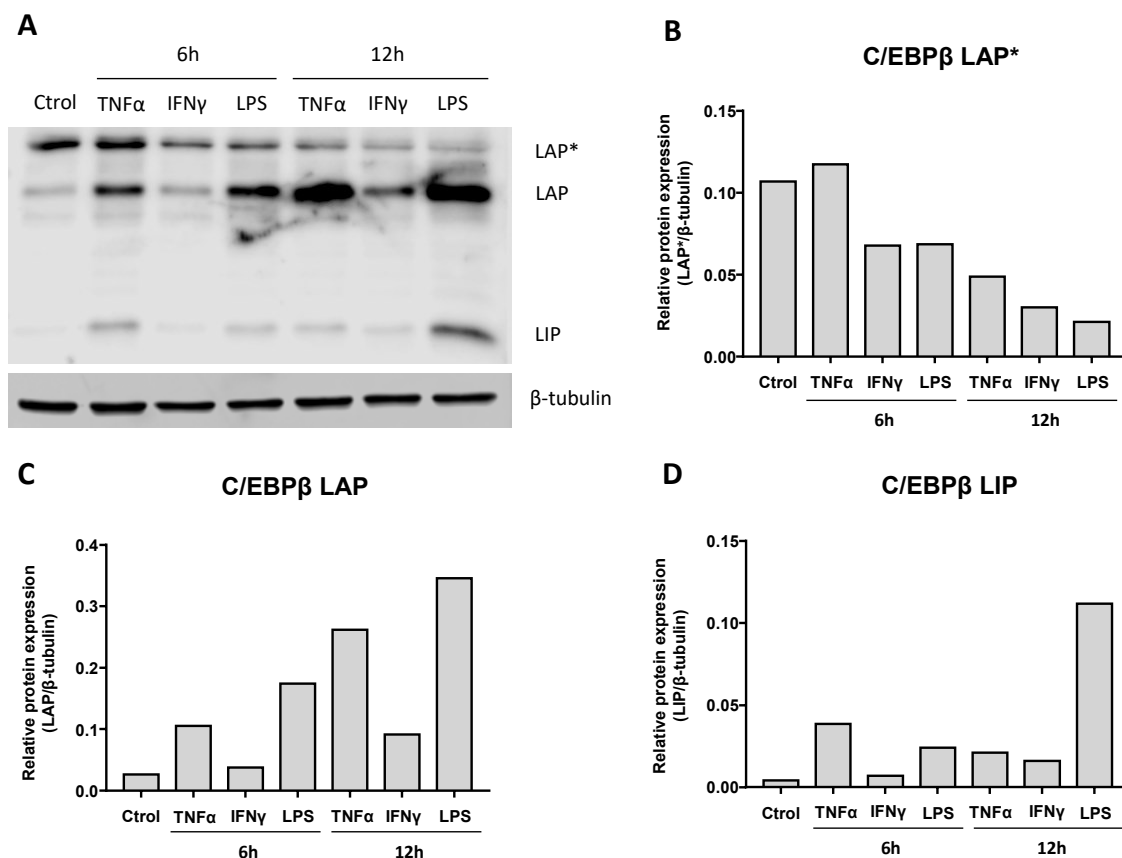 A
6h 12h
Ctrol TNFα IFNγ LPS TNFα IFNγ LPS
LAP*
LAP
LIP
β-tubulin
B
C/EBPβ LAP*
Relative protein expression
(LAP*/β-tubulin)
0.15
0.10
0.05
0.00
Ctrol TNFα IFNγ LPS TNFα IFNγ LPS
6h 12h
C
C/EBPβ LAP
Relative protein expression
(LAP/β-tubulin)
0.4
0.3
0.2
0.1
0.0
Ctrol TNFα IFNγ LPS TNFα IFNγ LPS
6h 12h
D
C/EBPβ LIP
Relative protein expression
(LIP/β-tubulin)
0.15
0.10
0.05
0.00
Ctrol TNFα IFNγ LPS TNFα IFNγ LPS
6h 12h